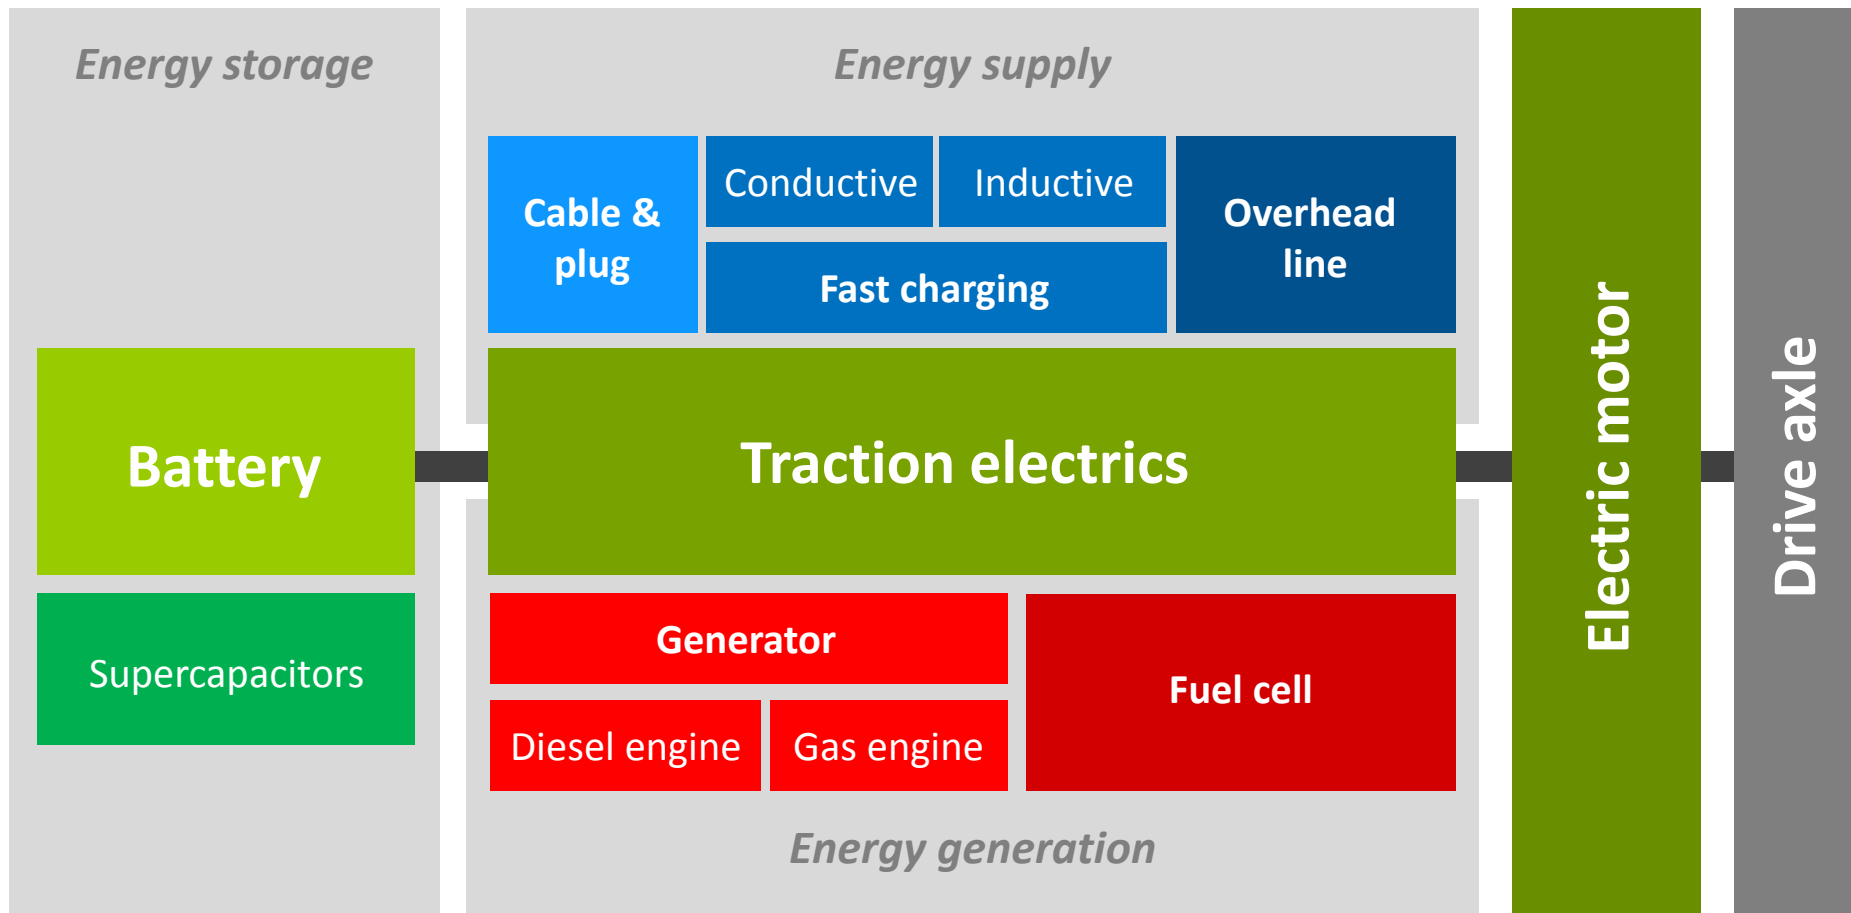 Energy storage
Battery
Supercapacitors
Energy supply
Cable &
plug
Conductive
Inductive
Fast charging
Overhead
line
Traction electrics
Generator
Diesel engine
Gas engine
Fuel cell
Energy generation
Electric motor
Drive axle